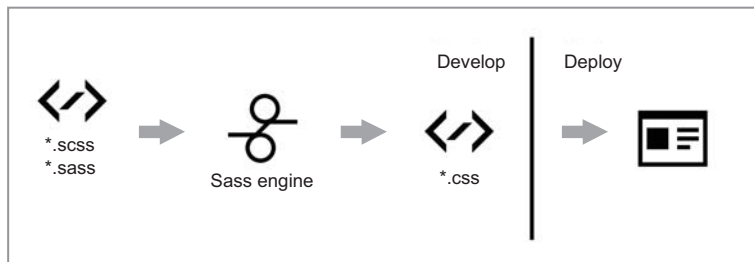 Develop
Deploy
*.scss
*.sass
Sass engine
*.css